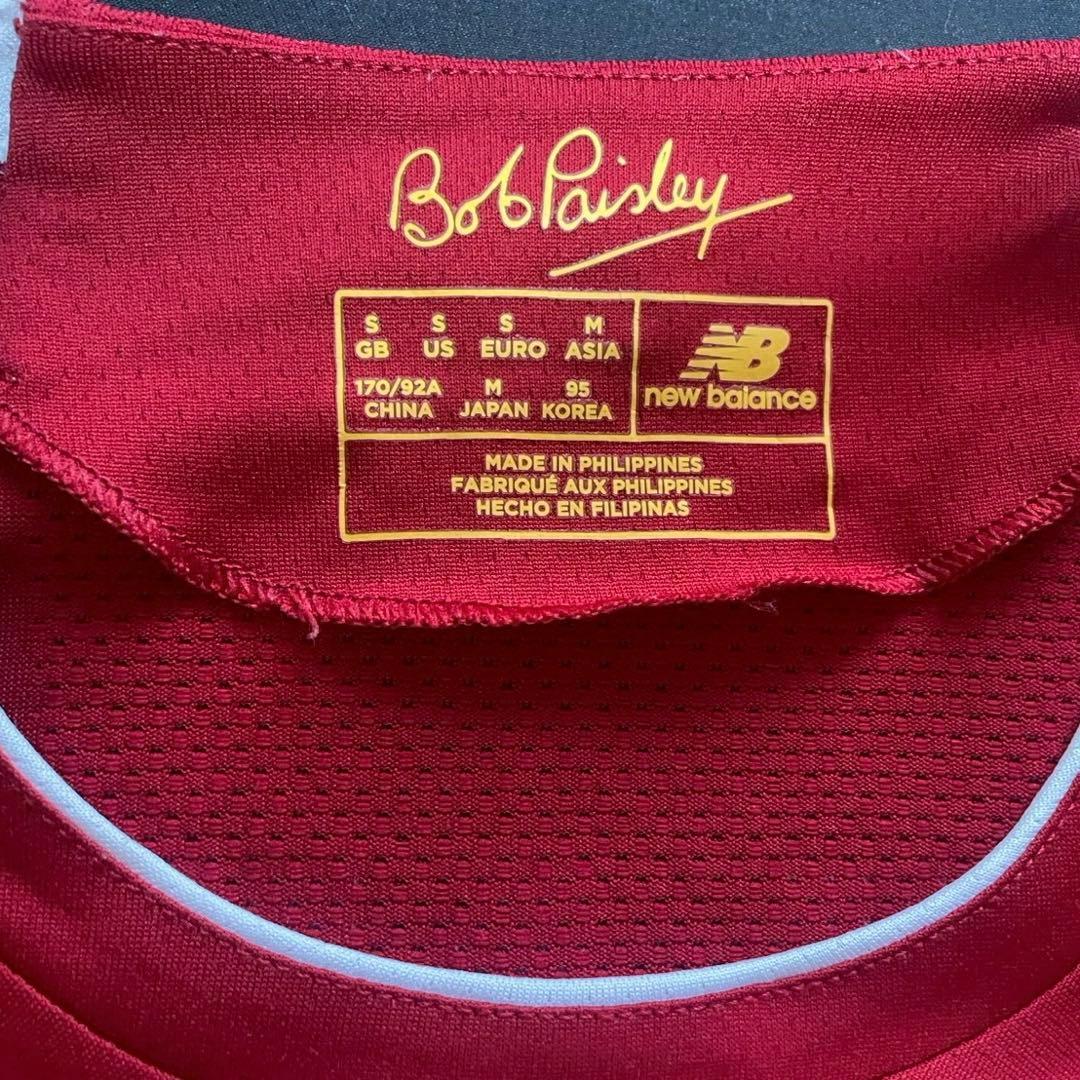 Bob Paisley
S S S M
GB US EURO ASIA
170/92A M 95
CHINA JAPAN KOREA
NB
new balance
MADE IN PHILIPPINES
FABRIQUÉ AUX PHILIPPINES
HECHO EN FILIPINAS